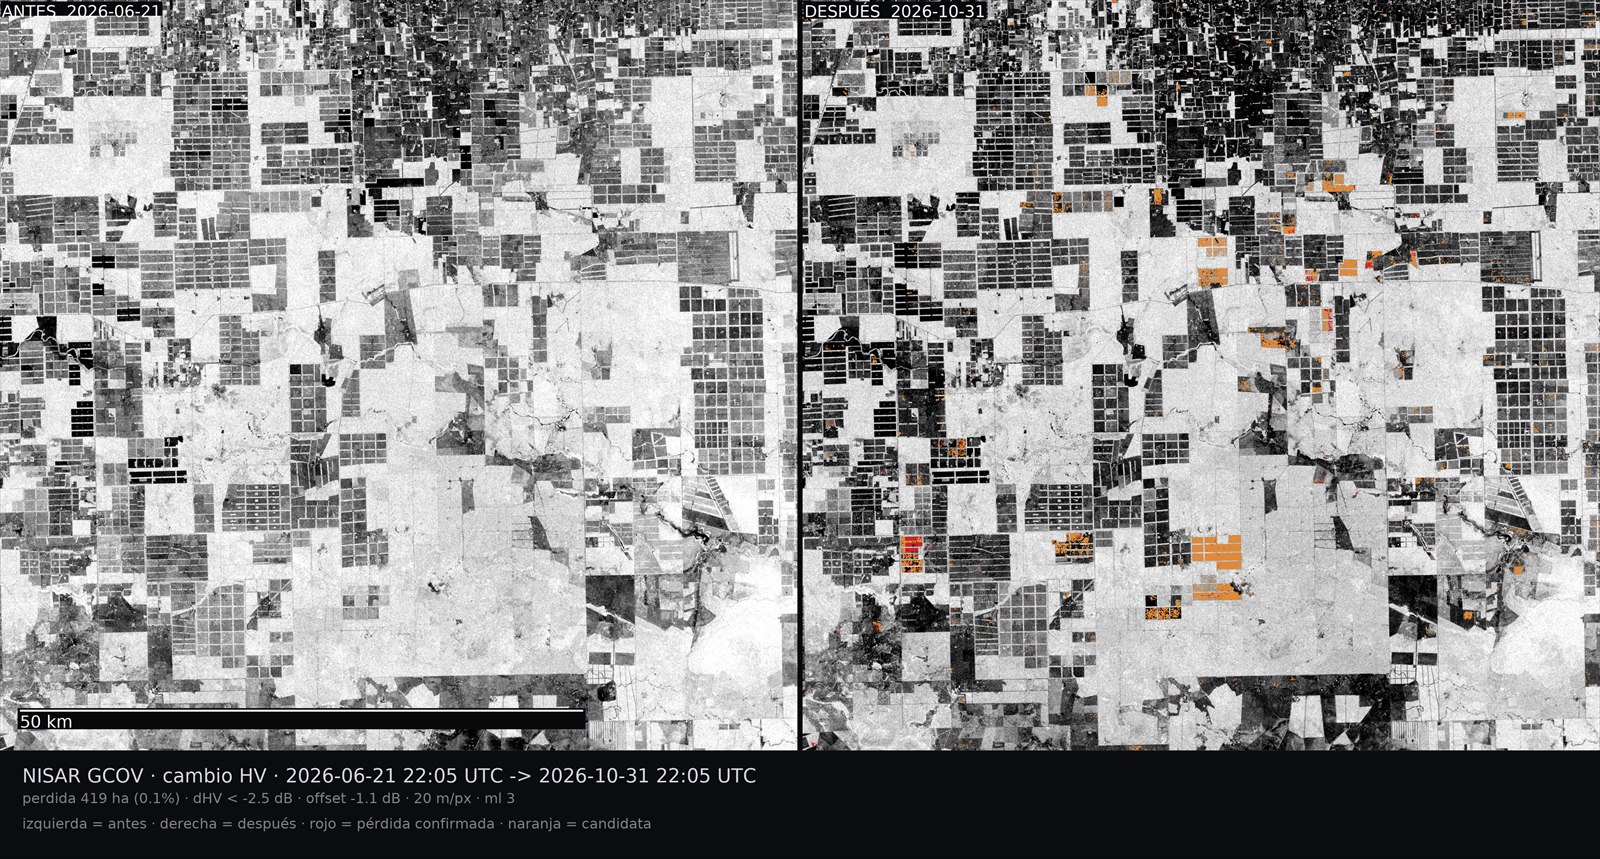 ANTES 2026-06-21
DESPUÉS 2026-10-31
50 km
NISAR GCOV · cambio HV · 2026-06-21 22:05 UTC -> 2026-10-31 22:05 UTC
perdida 419 ha (0.1%) · dHV < -2.5 dB · offset -1.1 dB · 20 m/px · ml 3
izquierda = antes · derecha = después · rojo = pérdida confirmada · naranja = candidata